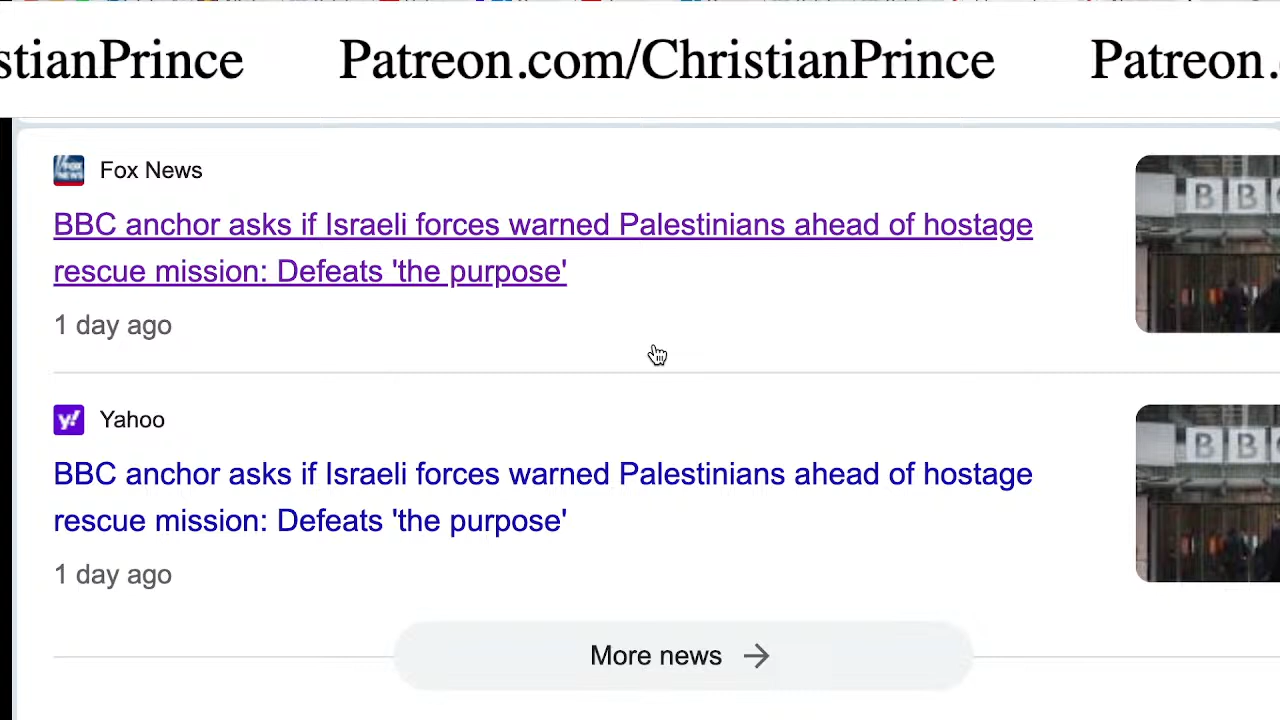 stianPrince Patreon.com/ChristianPrince Patreon.
Fox News
BBC anchor asks if Israeli forces warned Palestinians ahead of hostage
rescue mission: Defeats 'the purpose'
1 day ago
BBC
y! Yahoo
BBC anchor asks if Israeli forces warned Palestinians ahead of hostage
rescue mission: Defeats 'the purpose'
1 day ago
BBC
More news →